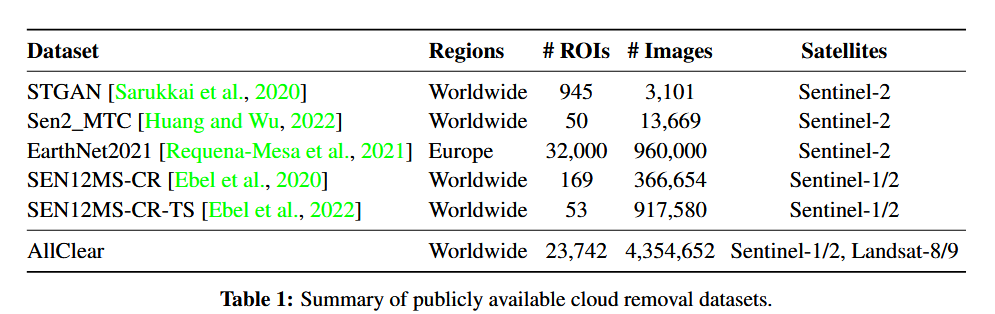 Dataset Regions # ROIs # Images Satellites
STGAN [Sarukkai et al., 2020] Worldwide 945 3,101 Sentinel-2
Sen2_MTC [Huang and Wu, 2022] Worldwide 50 13,669 Sentinel-2
EarthNet2021 [Requena-Mesa et al., 2021] Europe 32,000 960,000 Sentinel-2
SEN12MS-CR [Ebel et al., 2020] Worldwide 169 366,654 Sentinel-1/2
SEN12MS-CR-TS [Ebel et al., 2022] Worldwide 53 917,580 Sentinel-1/2
AllClear Worldwide 23,742 4,354,652 Sentinel-1/2, Landsat-8/9
Table 1: Summary of publicly available cloud removal datasets.